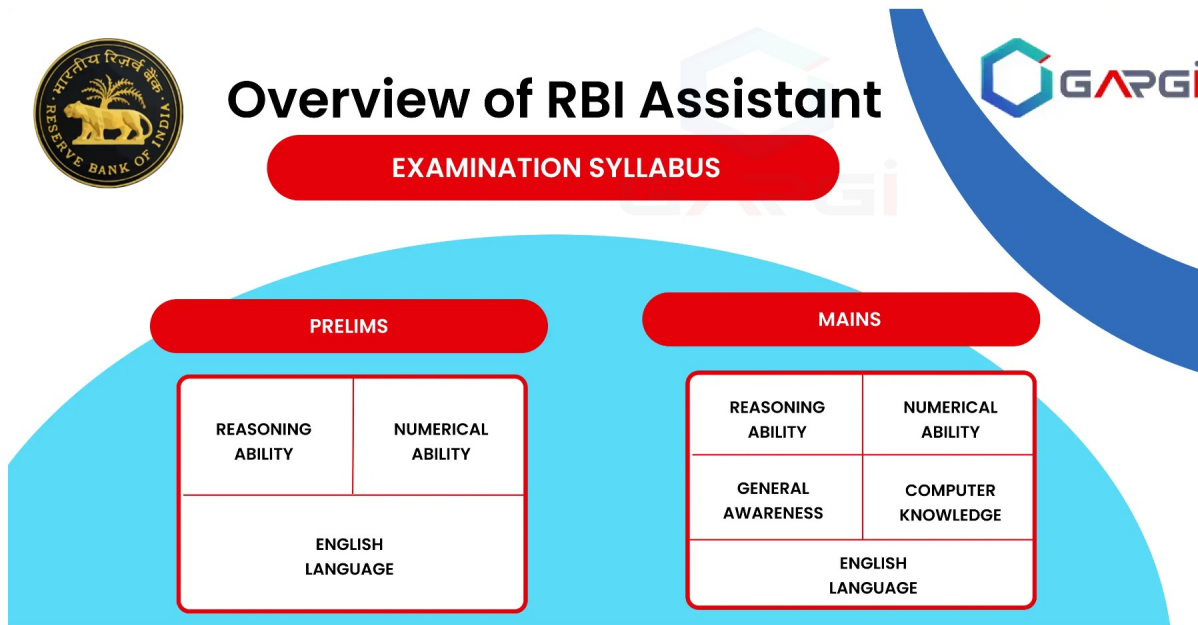 भारतीय रिज़र्व बैंक
RESERVE BANK OF INDIA
Overview of RBI Assistant
GARGi
EXAMINATION SYLLABUS
GARGi
PRELIMS
MAINS
REASONING
ABILITY
NUMERICAL
ABILITY
ENGLISH
LANGUAGE
REASONING
ABILITY
NUMERICAL
ABILITY
GENERAL
AWARENESS
COMPUTER
KNOWLEDGE
ENGLISH
LANGUAGE